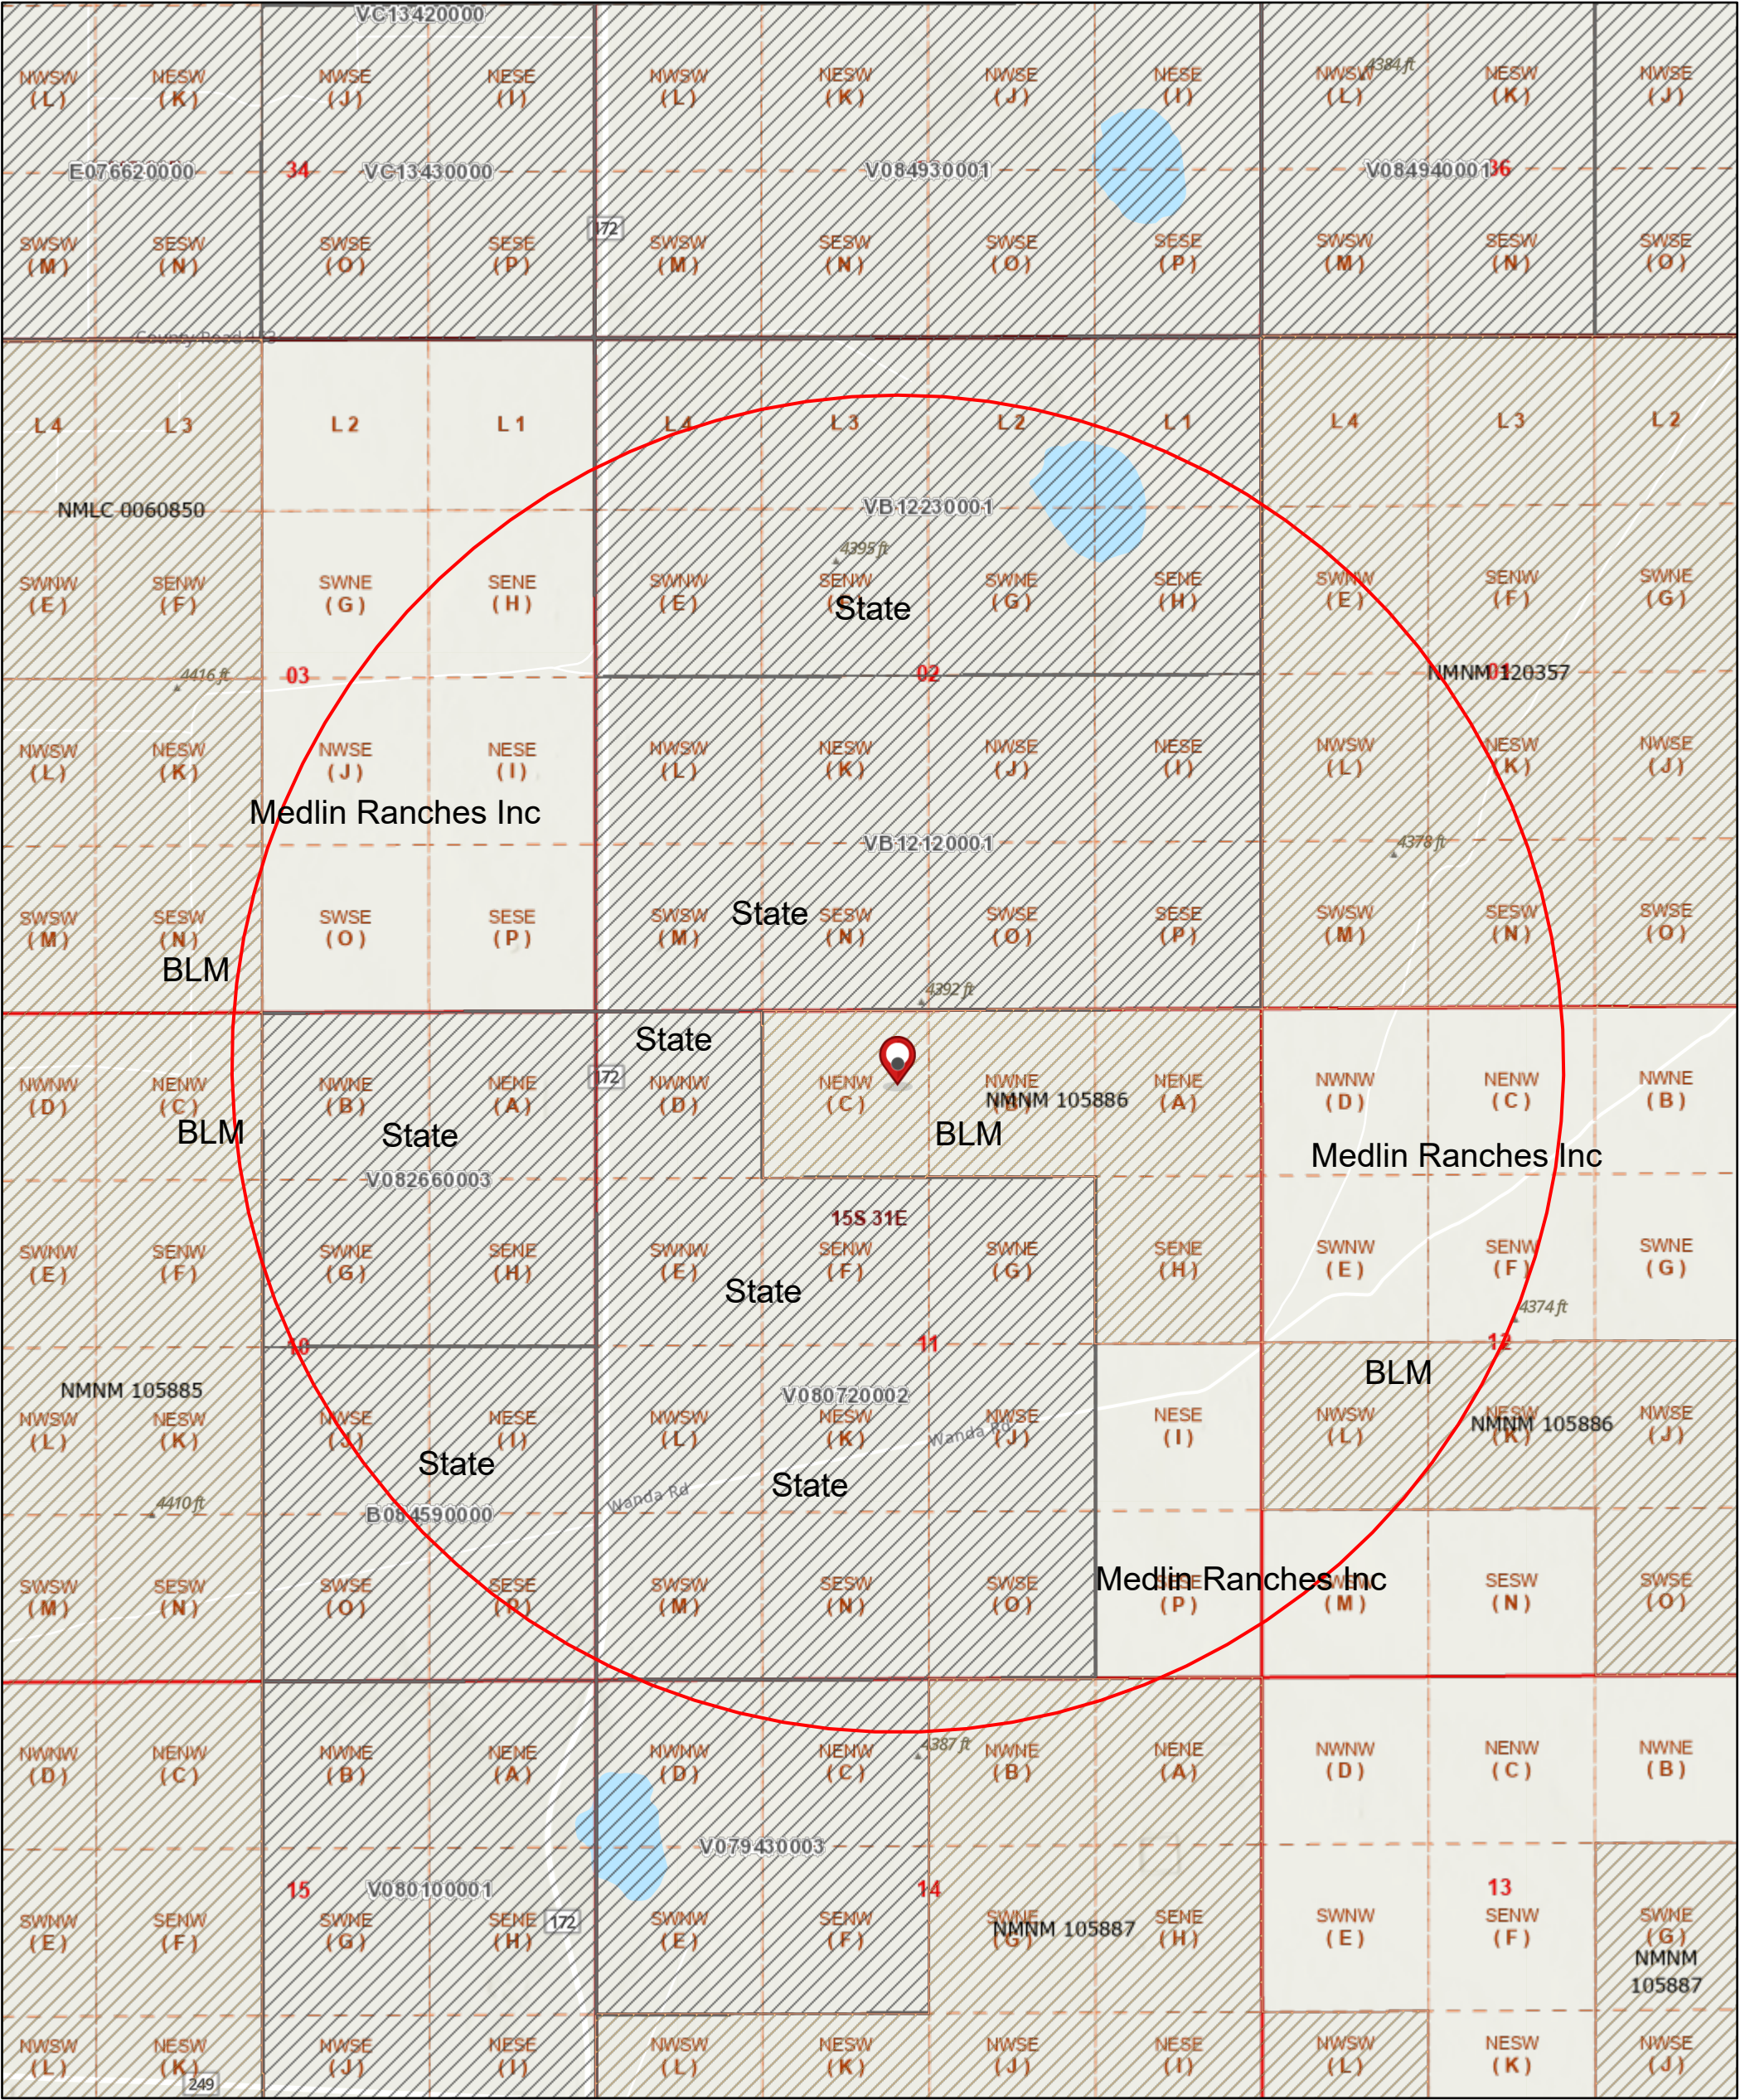 VC13420000
NWSW NESW NWSE NESE NWSW NESW NWSE NESE NWSW 4384 ft NESW NWSE
(L) (K) (J) (I) (L) (K) (J) (I) (L) (K) (J)
E076620000 34 VC13430000 V084930001 V084940001 36
172
SWSW SESW SWSE SESE SWSW SESW SWSE SESE SWSW SESW SWSE
(M) (N) (O) (P) (M) (N) (O) (P) (M) (N) (O)
County Road
L 4 L 3 L 2 L 1 L 4 L 3 L 2 L 1 L 4 L 3 L 2
NMLC 0060850 VB12230001
4395 ft
SWNW SENW SWNE SENE SWNW SENW SWNE SENE SWNW SENW SWNE
(E) (F) (G) (H) (E) (G) (H) (E) (F) (G)
State
4416 ft 03 02 NMNM 120357 01
NWSW NESW NWSE NESE NWSW NESW NWSE NESE NWSW NESW NWSE
(L) (K) (J) (I) (L) (K) (J) (I) (L) (K) (J)
Medlin Ranches Inc
VB12120001 4378 ft
SWSW SESW SWSE SESE SWSW State SESW SWSE SESE SWSW SESW SWSE
(M) (N) (O) (P) (M) (N) (O) (P) (M) (N) (O)
BLM
4392 ft
State
172
NWNW NENW NWNE NENE NWNW NENW NWNE NENE NWNW NENW NWNE
(D) (C) (B) (A) (D) (C) (B) NMNM 105886 (A) (D) (C) (B)
BLM State BLM Medlin Ranches Inc
V082660003
15S 31E
SWNW SENW SWNE SENE SWNW SENW SWNE SENE SWNW SENW SWNE
(E) (F) (G) (H) (E) (F) (G) (H) (E) (F) (G)
State
4374 ft
10 11 12
BLM
NMNM 105885 V080720002
NWSW NESW NWSE NESE NWSW NESW NWSE NESE NWSW NESW NWSE
(L) (K) (J) (I) (L) (K) (J) (I) (L) (K) NMNM 105886 (J)
Wanda Rd
State State
Wanda Rd
4410 ft B084590000
SWSW SESW SWSE SESE SWSW SESW SWSE SESE Medlin Ranches Inc SESW SWSE
(M) (N) (O) (P) (M) (N) (O) (P) (M) (N) (O)
4387 ft
NWNW NENW NWNE NENE NWNW NENW NWNE NENE NWNW NENW NWNE
(D) (C) (B) (A) (D) (C) (B) (A) (D) (C) (B)
V079430003
15 V080100001 14 13
SWNW SENW SWNE SENE 172 SWNW SENW SWNE SENE SWNW SENW SWNE
(E) (F) (G) (H) (E) (F) (G) NMNM 105887 (H) (E) (F) (G)
NMNM
105887
NWSW NESW NWSE NESE NWSW NESW NWSE NESE NWSW NESW NWSE
(L) (K) (J) (I) (L) (K) (J) (I) (L) (K) (J)
249